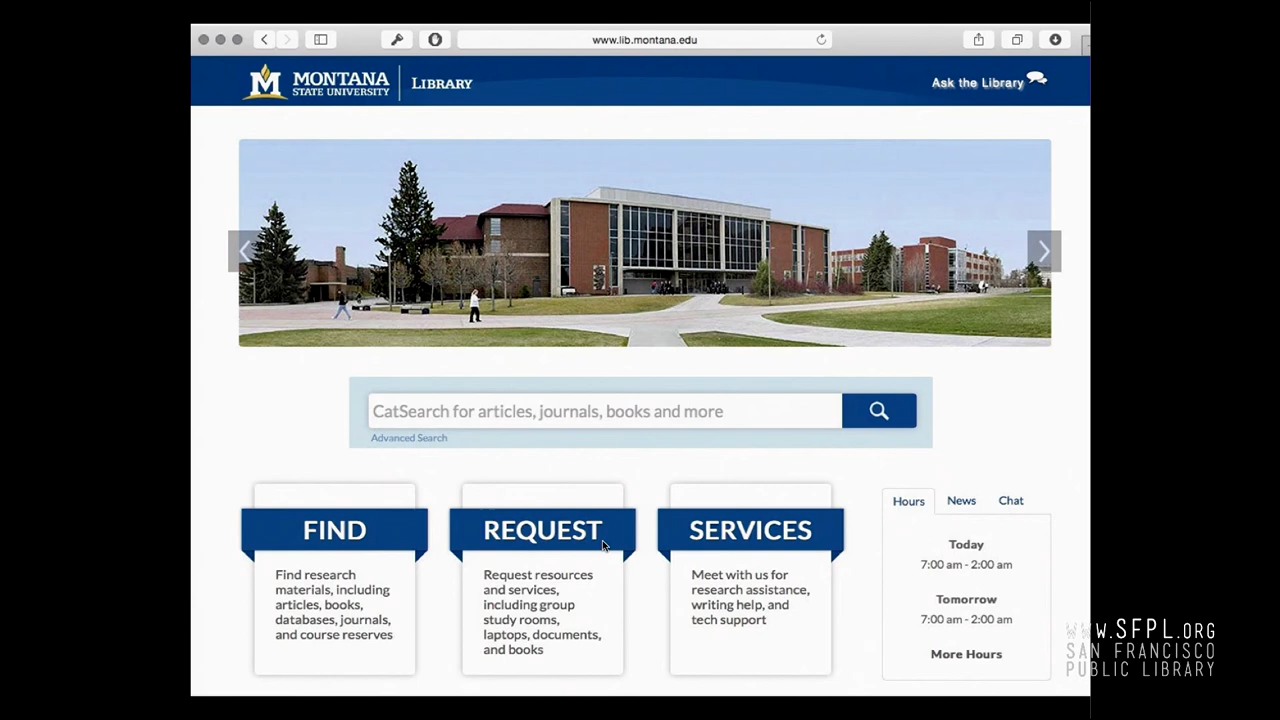 www.lib.montana.edu
MONTANA
STATE UNIVERSITY
LIBRARY
Ask the Library
CatSearch for articles, journals, books and more
Advanced Search
FIND
Find research
materials, including
articles, books,
databases, journals,
and course reserves
REQUEST
Request resources
and services,
including group
study rooms,
laptops, documents,
and books
SERVICES
Meet with us for
research assistance,
writing help, and
tech support
Hours
News
Chat
Today
7:00 am - 2:00 am
Tomorrow
7:00 am - 2:00 am
More Hours
WWW.SFPL.ORG
SAN FRANCISCO
PUBLIC LIBRARY